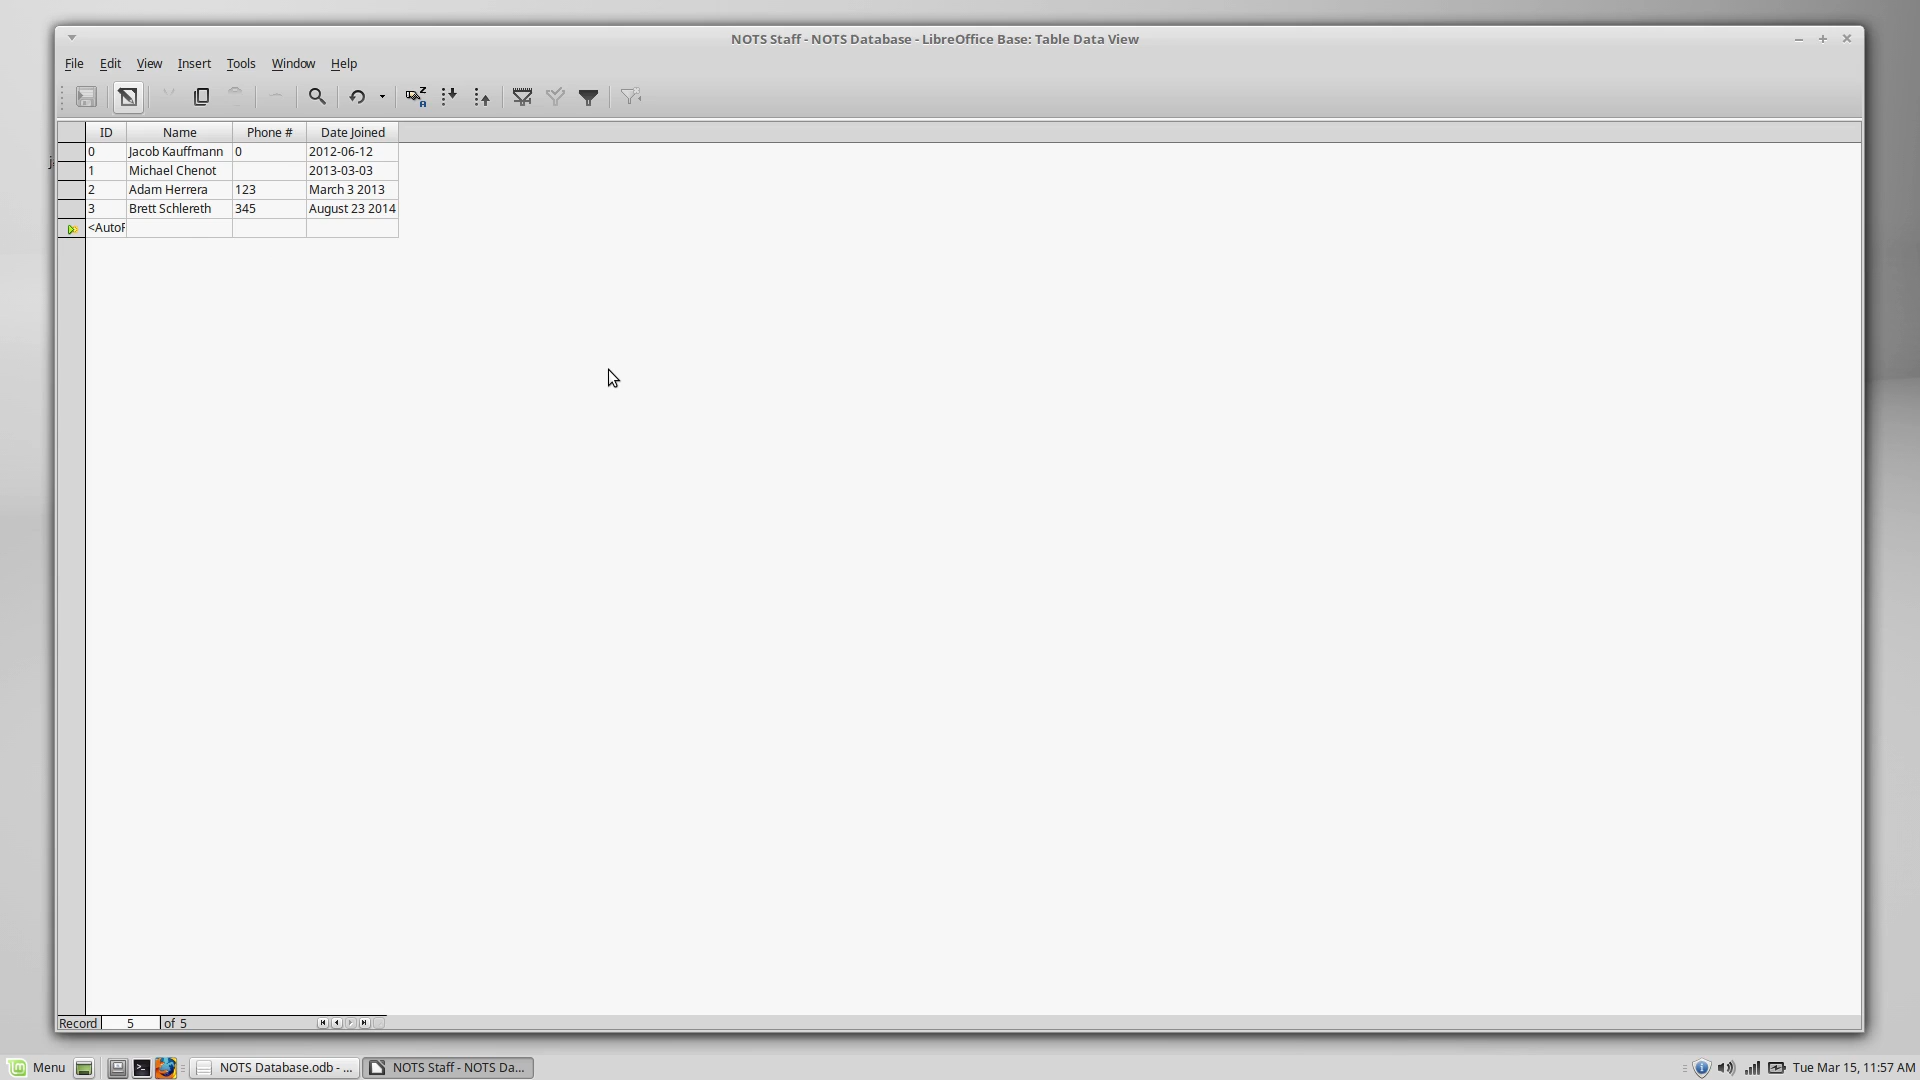 NOTS Staff - NOTS Database - LibreOffice Base: Table Data View
File Edit View Insert Tools Window Help
ID Name Phone # Date Joined
0 Jacob Kauffmann 0 2012-06-12
1 Michael Chenot 2013-03-03
2 Adam Herrera 123 March 3 2013
3 Brett Schlereth 345 August 23 2014
<AutoF
Record 5 of 5
Menu NOTS Database.odb - ... NOTS Staff - NOTS Da... Tue Mar 15, 11:57 AM